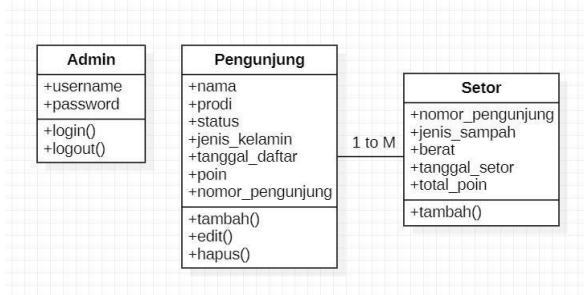 Admin
+username
+password
+login()
+logout()
Pengunjung
+nama
+prodi
+status
+jenis_kelamin
+tanggal_daftar
+poin
+nomor_pengunjung
+tambah()
+edit()
+hapus()
1 to M
Setor
+nomor_pengunjung
+jenis_sampah
+berat
+tanggal_setor
+total_poin
+tambah()